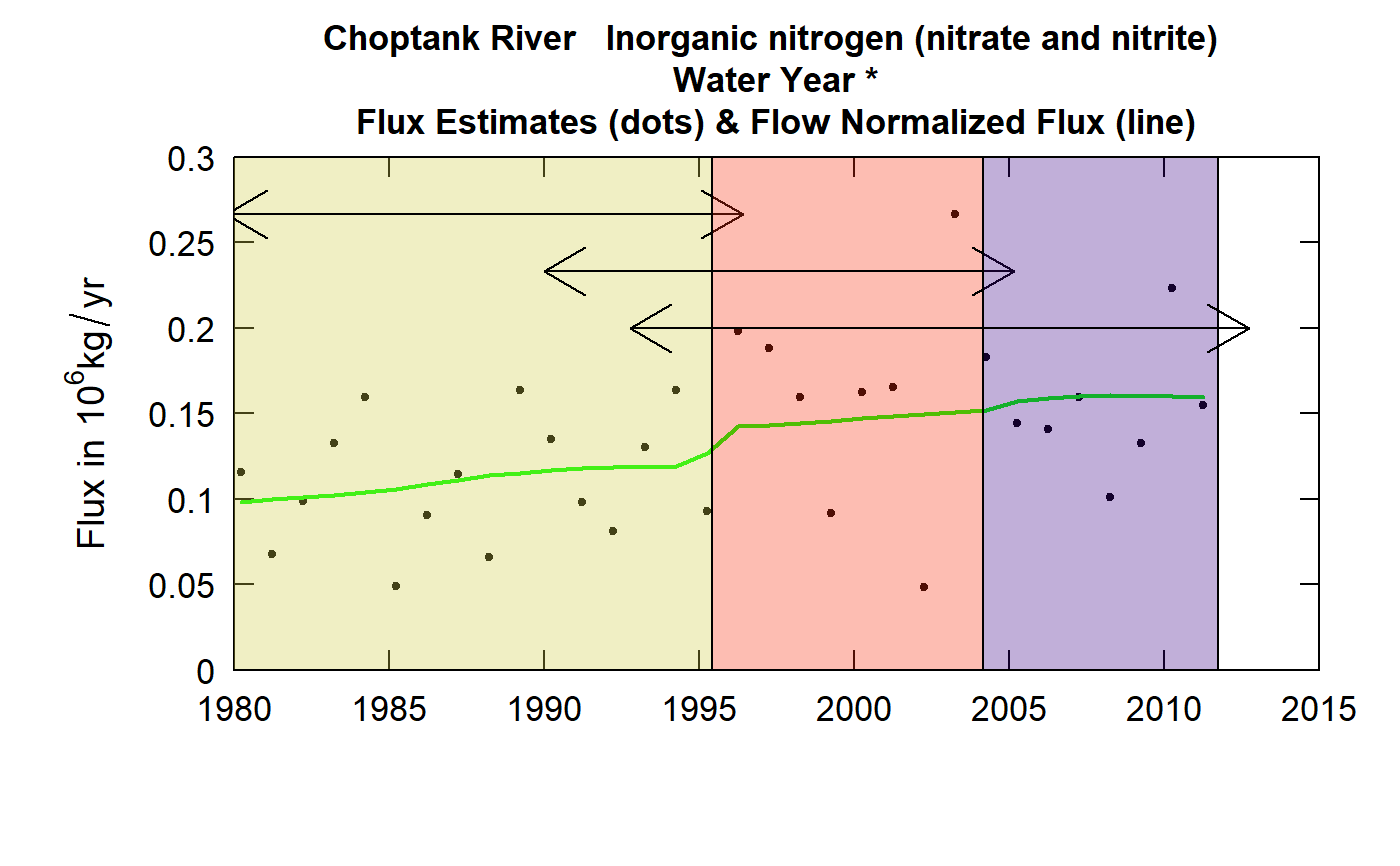 Choptank River Inorganic nitrogen (nitrate and nitrite)
Water Year *
Flux Estimates (dots) & Flow Normalized Flux (line)
Flux in 10⁶kg/yr
0.3
0.25
0.2
0.15
0.1
0.05
0
1980 1985 1990 1995 2000 2005 2010 2015